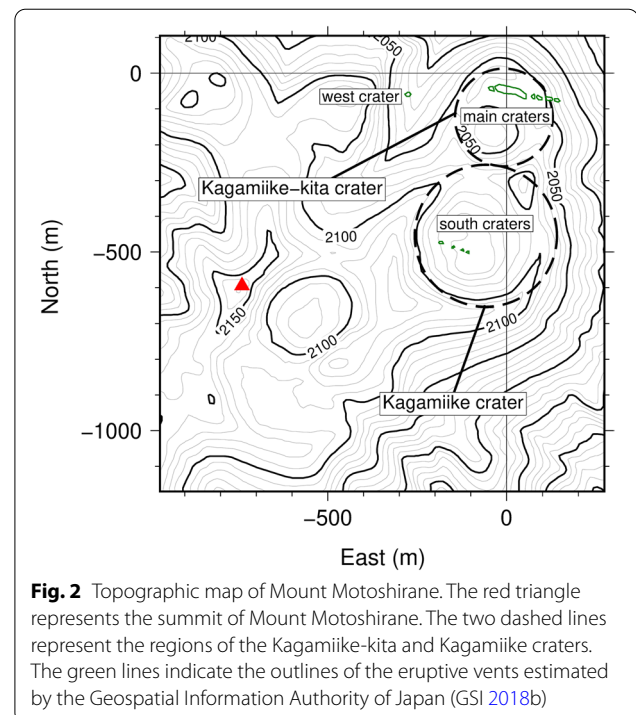 2100
2050
0
west crater
main craters
2050
2050
Kagamiike−kita crater
south craters
2100
North (m)
−500
2150
2100
2100
Kagamiike crater
−1000
−500
0
East (m)
Fig. 2 Topographic map of Mount Motoshirane. The red triangle
represents the summit of Mount Motoshirane. The two dashed lines
represent the regions of the Kagamiike-kita and Kagamiike craters.
The green lines indicate the outlines of the eruptive vents estimated
by the Geospatial Information Authority of Japan (GSI 2018b)